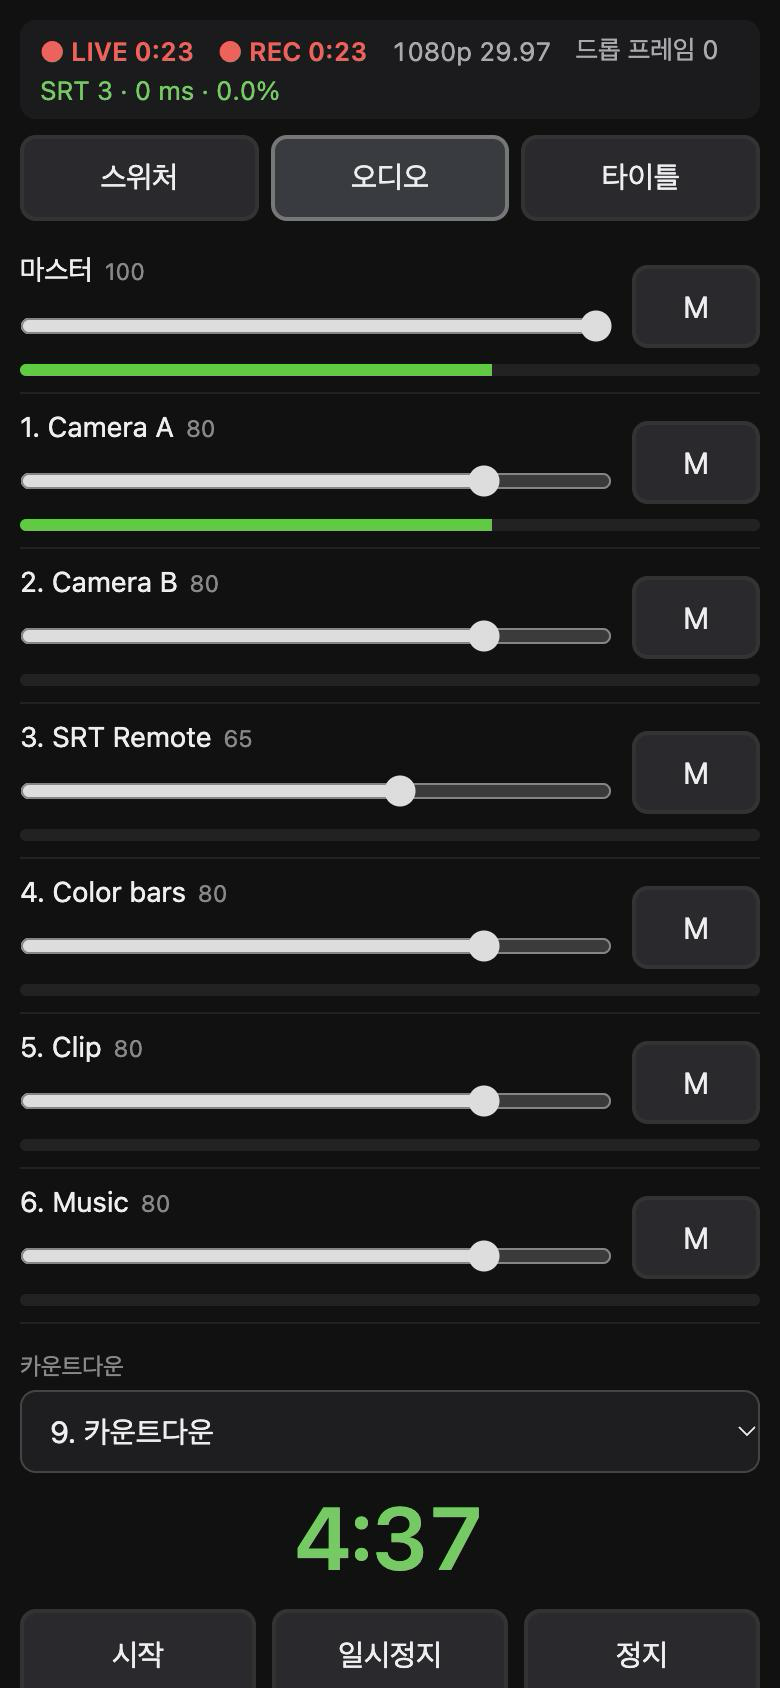 LIVE 0:23 REC 0:23 1080p 29.97 드롭 프레임 0
SRT 3 · 0 ms · 0.0%
스위처 오디오 타이틀
마스터 100
M
1. Camera A 80
M
2. Camera B 80
M
3. SRT Remote 65
M
4. Color bars 80
M
5. Clip 80
M
6. Music 80
M
카운트다운
9. 카운트다운
4:37
시작 일시정지 정지